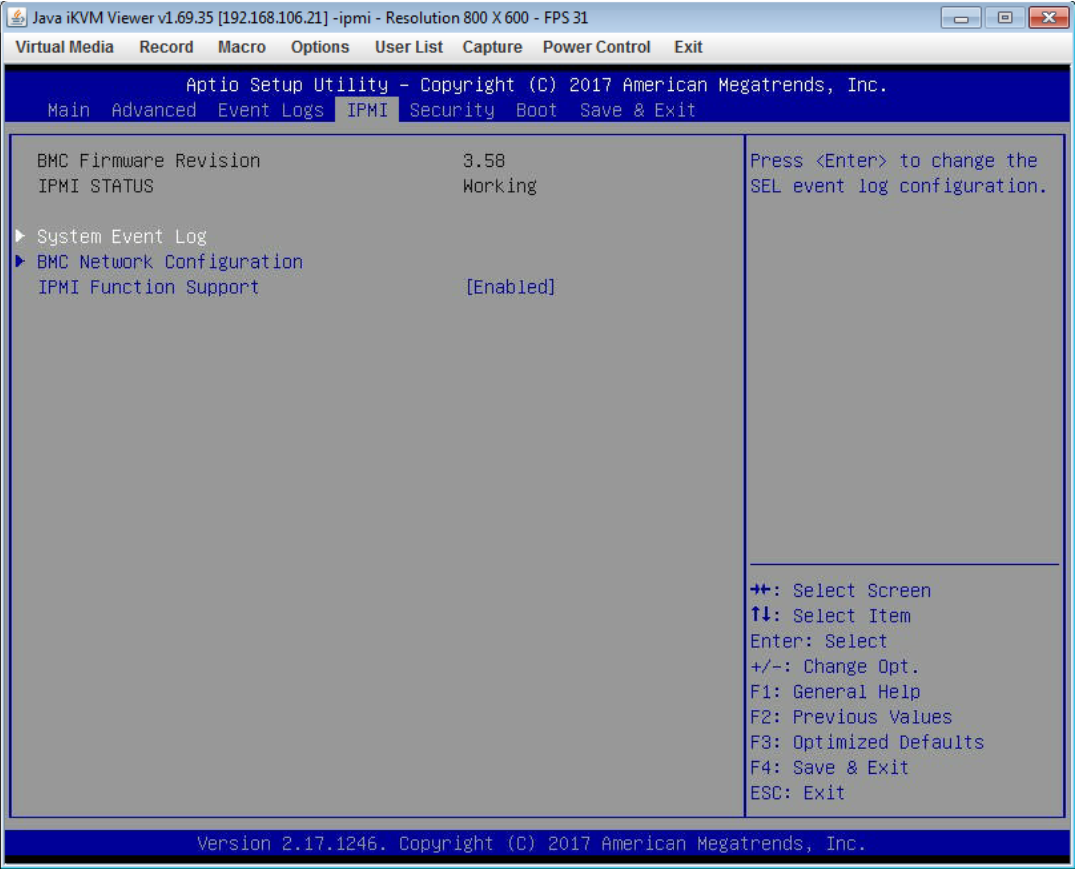 Java iKVM Viewer v1.69.35 [192.168.106.21] -ipmi - Resolution 800 X 600 - FPS 31
Virtual Media Record Macro Options User List Capture Power Control Exit
Aptio Setup Utility – Copyright (C) 2017 American Megatrends, Inc.
Main Advanced Event Logs IPMI Security Boot Save & Exit
BMC Firmware Revision 3.58
IPMI STATUS Working
System Event Log
BMC Network Configuration
IPMI Function Support [Enabled]
Press <Enter> to change the
SEL event log configuration.
→←: Select Screen
↑↓: Select Item
Enter: Select
+/-: Change Opt.
F1: General Help
F2: Previous Values
F3: Optimized Defaults
F4: Save & Exit
ESC: Exit
Version 2.17.1246. Copyright (C) 2017 American Megatrends, Inc.